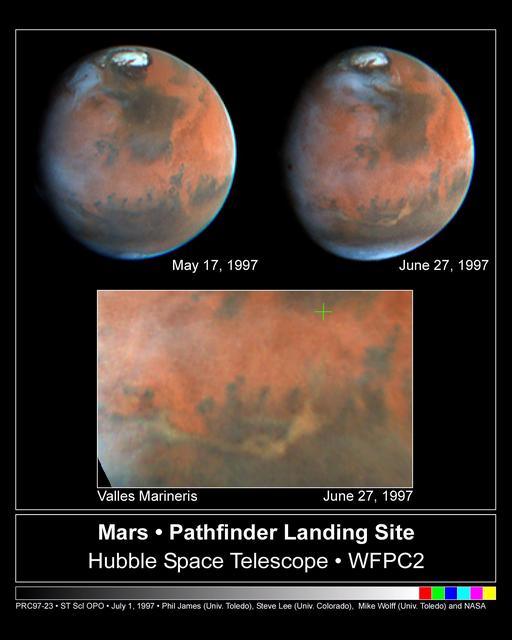 May 17, 1997
June 27, 1997
Valles Marineris
June 27, 1997
Mars • Pathfinder Landing Site
Hubble Space Telescope • WFPC2
PRC97-23 • ST ScI OPO • July 1, 1997 • Phil James (Univ. Toledo), Steve Lee (Univ. Colorado), Mike Wolff (Univ. Toledo) and NASA